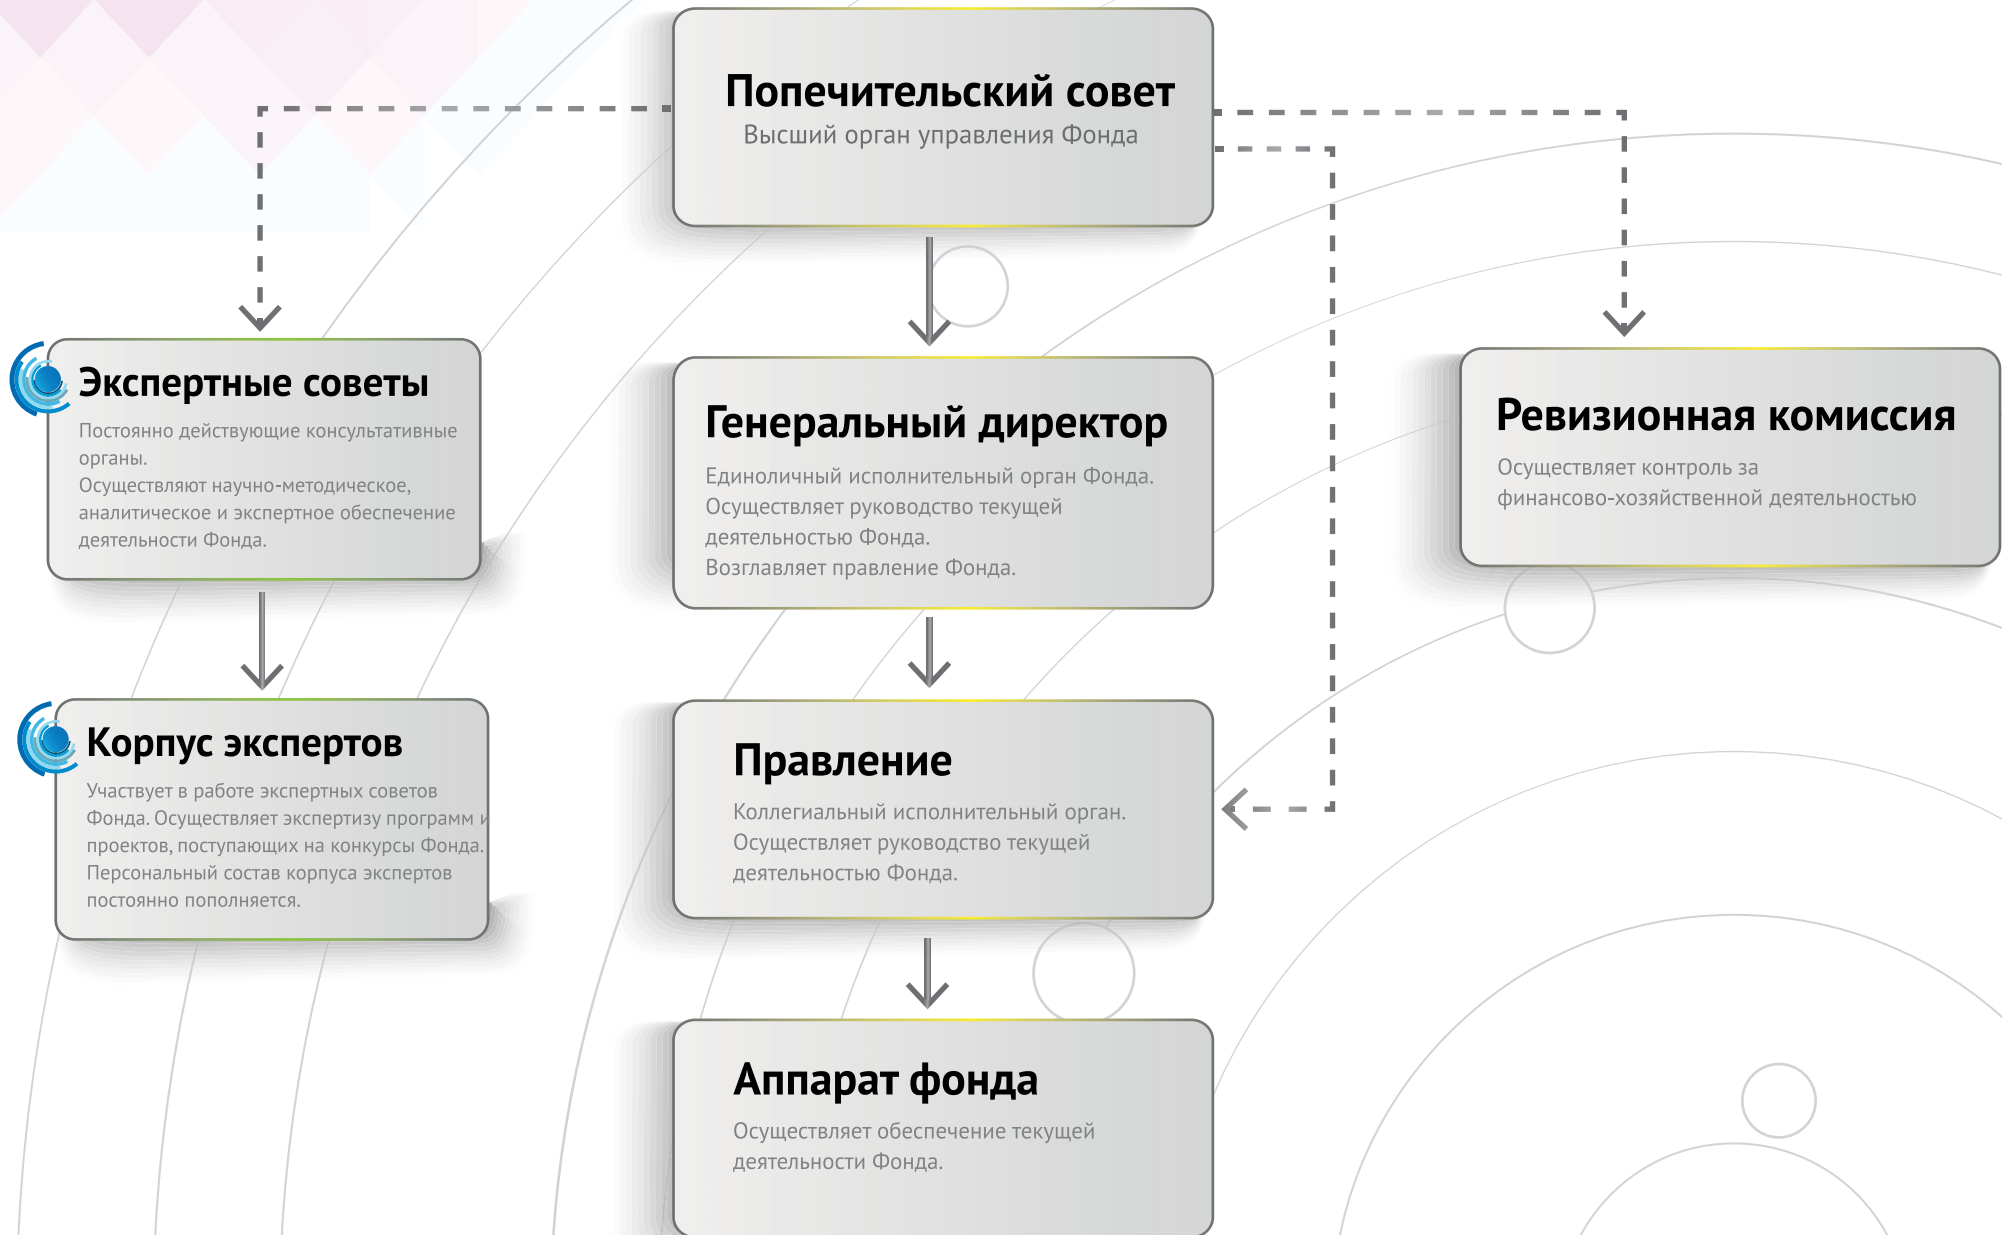 Попечительский совет
Высший орган управления Фонда
Экспертные советы
Постоянно действующие консультативные
органы.
Осуществляют научно-методическое,
аналитическое и экспертное обеспечение
деятельности Фонда.
Генеральный директор
Единоличный исполнительный орган Фонда.
Осуществляет руководство текущей
деятельностью Фонда.
Возглавляет правление Фонда.
Ревизионная комиссия
Осуществляет контроль за
финансово-хозяйственной деятельностью
Корпус экспертов
Участвует в работе экспертных советов
Фонда. Осуществляет экспертизу программ и
проектов, поступающих на конкурсы Фонда.
Персональный состав корпуса экспертов
постоянно пополняется.
Правление
Коллегиальный исполнительный орган.
Осуществляет руководство текущей
деятельностью Фонда.
Аппарат фонда
Осуществляет обеспечение текущей
деятельности Фонда.